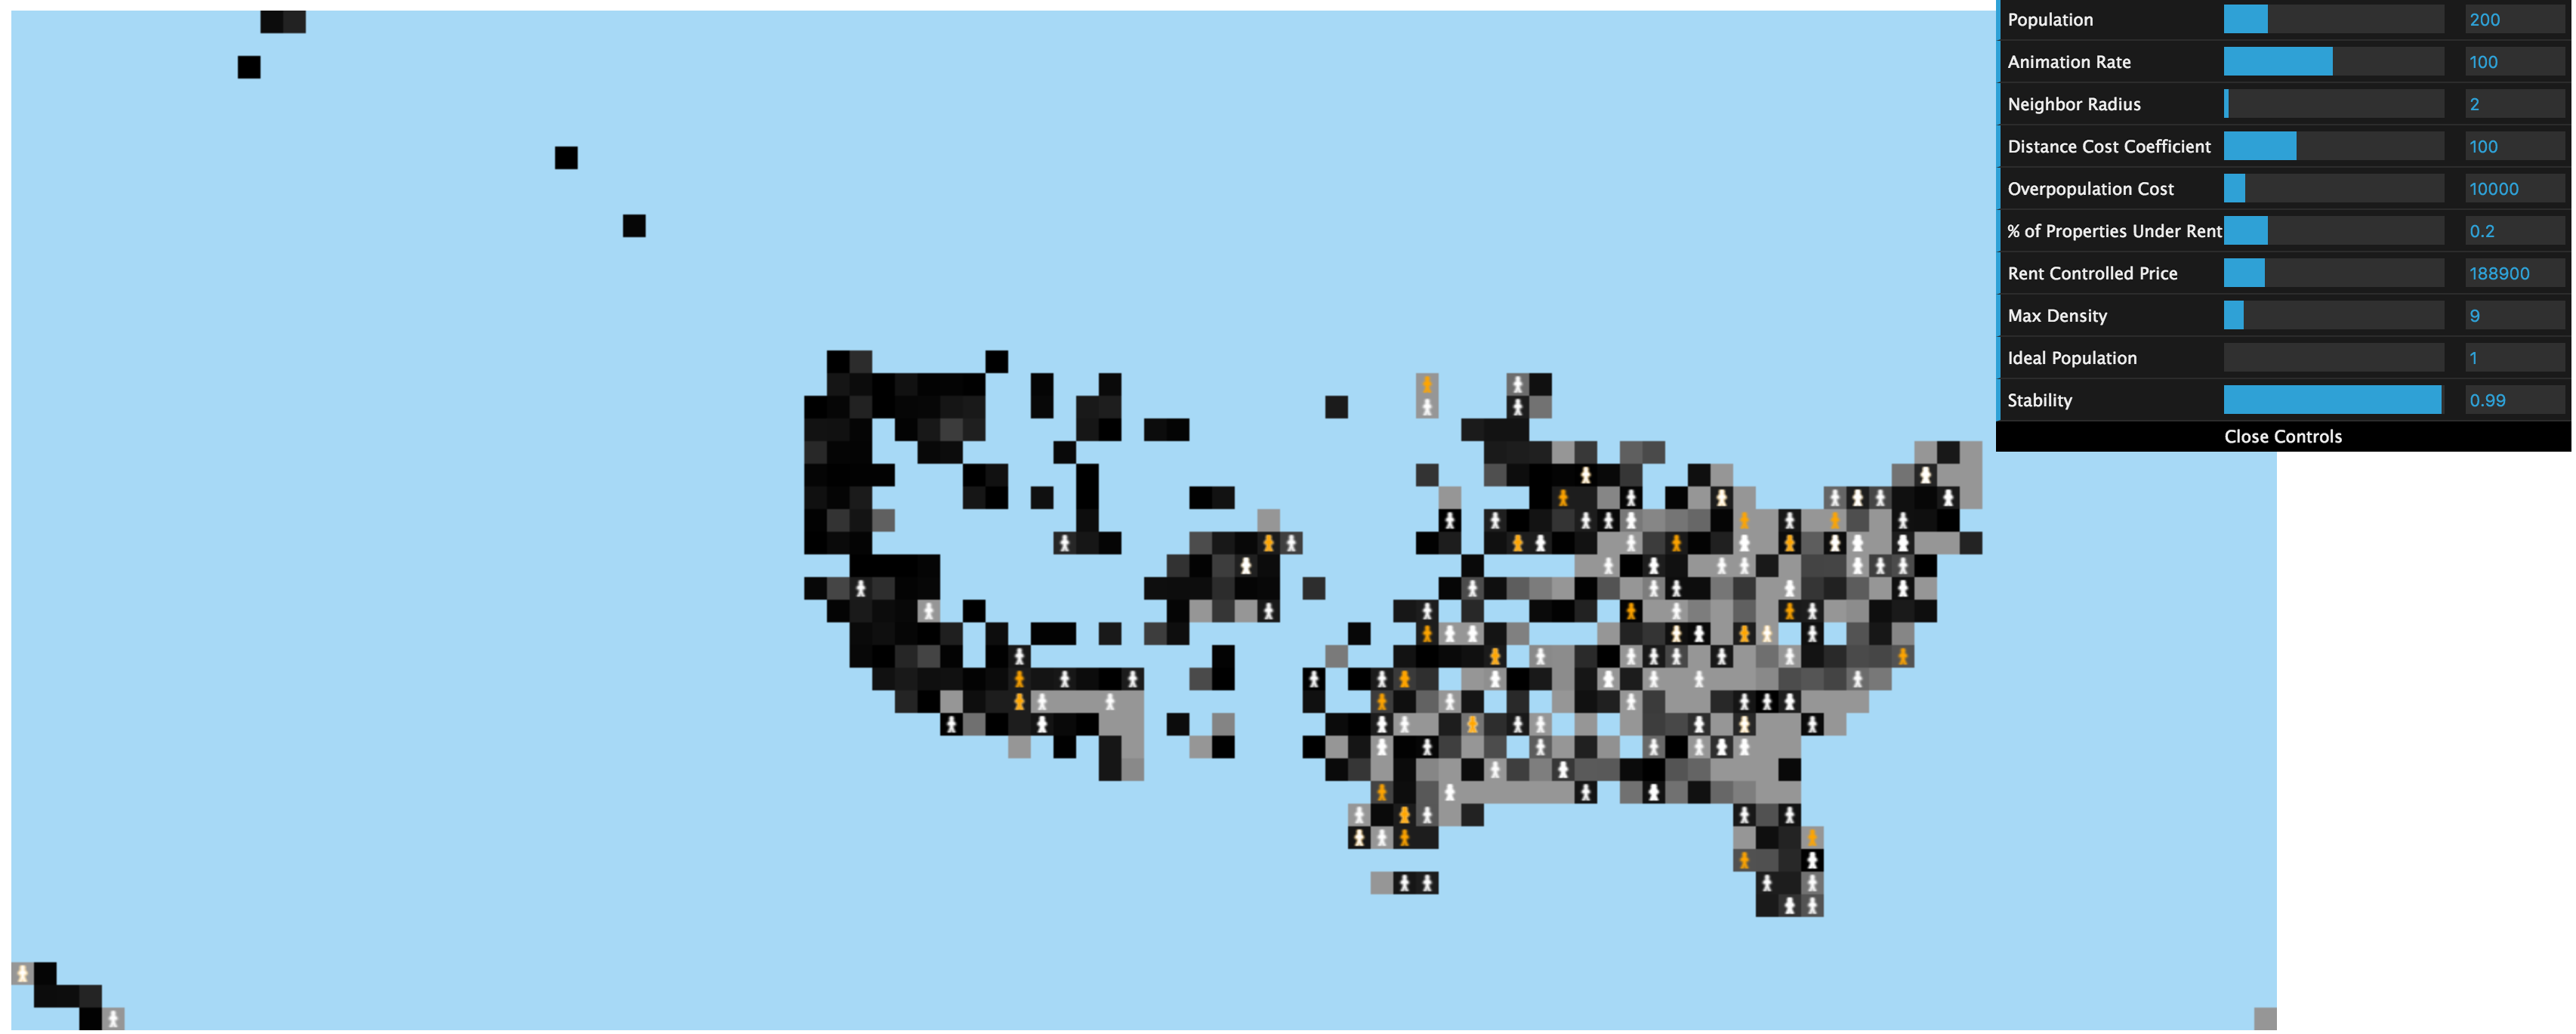 Population 200
Animation Rate 100
Neighbor Radius 2
Distance Cost Coefficient 100
Overpopulation Cost 10000
% of Properties Under Rent 0.2
Rent Controlled Price 188900
Max Density 9
Ideal Population 1
Stability 0.99
Close Controls